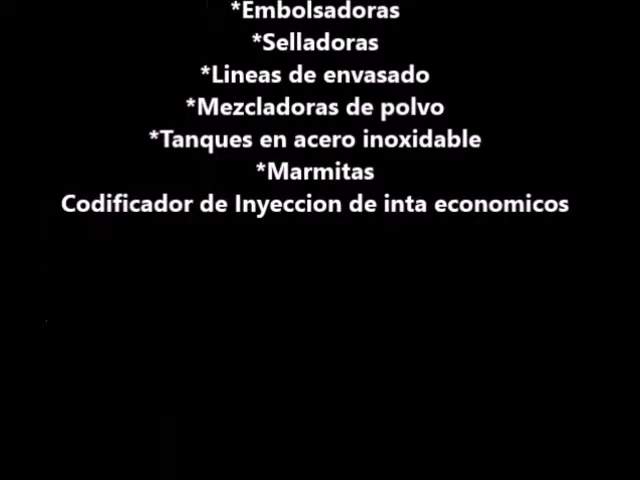 *Embolsadoras
*Selladoras
*Lineas de envasado
*Mezcladoras de polvo
*Tanques en acero inoxidable
*Marmitas
Codificador de Inyeccion de inta economicos